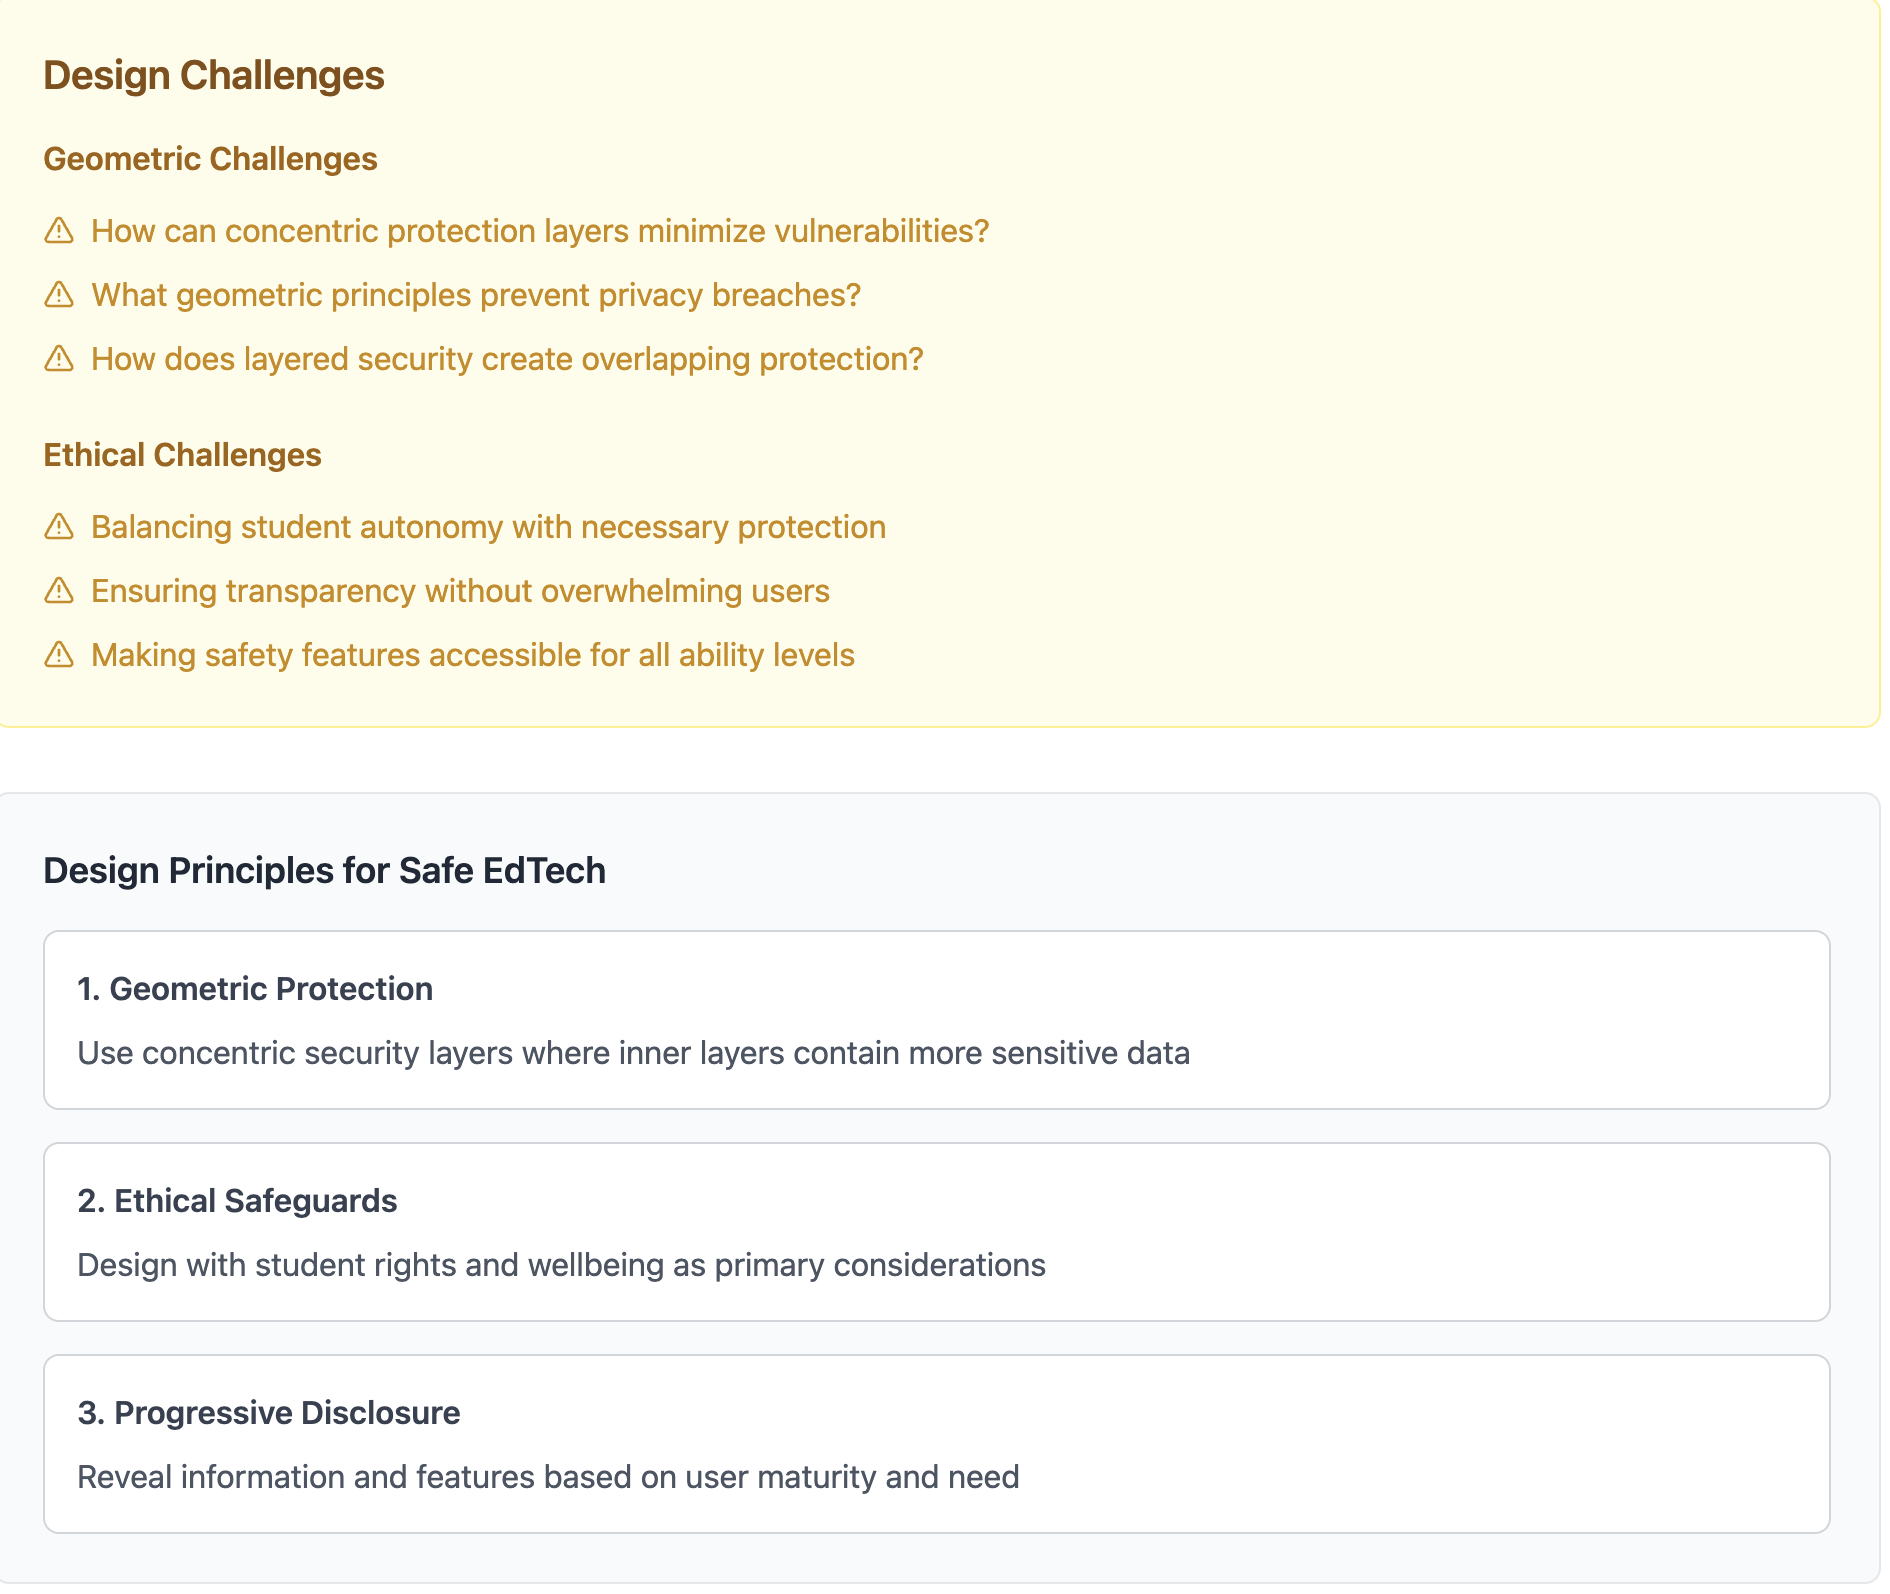 Design Challenges
Geometric Challenges
How can concentric protection layers minimize vulnerabilities?
What geometric principles prevent privacy breaches?
How does layered security create overlapping protection?
Ethical Challenges
Balancing student autonomy with necessary protection
Ensuring transparency without overwhelming users
Making safety features accessible for all ability levels
Design Principles for Safe EdTech
1. Geometric Protection
Use concentric security layers where inner layers contain more sensitive data
2. Ethical Safeguards
Design with student rights and wellbeing as primary considerations
3. Progressive Disclosure
Reveal information and features based on user maturity and need